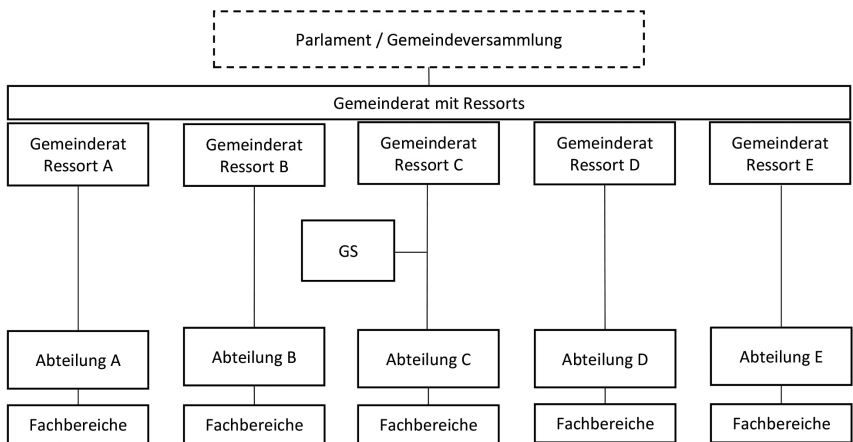 Parlament / Gemeindeversammlung
Gemeinderat mit Ressorts
Gemeinderat
Ressort A
Gemeinderat
Ressort B
Gemeinderat
Ressort C
Gemeinderat
Ressort D
Gemeinderat
Ressort E
GS
Abteilung A
Abteilung B
Abteilung C
Abteilung D
Abteilung E
Fachbereiche
Fachbereiche
Fachbereiche
Fachbereiche
Fachbereiche